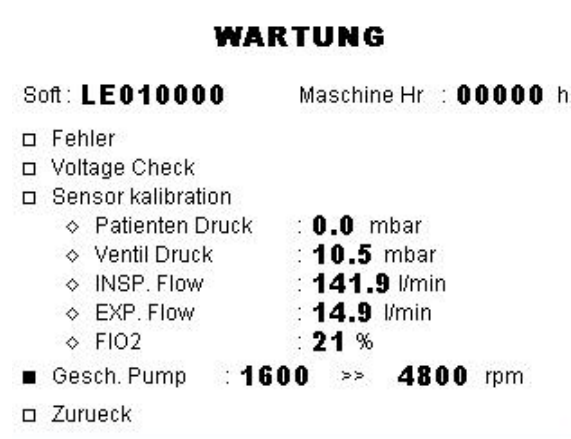 WARTUNG
Soft : LE010000 Maschine Hr : 00000 h
Fehler
Voltage Check
Sensor kalibration
Patienten Druck : 0.0 mbar
Ventil Druck : 10.5 mbar
INSP. Flow : 141.9 l/min
EXP. Flow : 14.9 l/min
FIO2 : 21 %
Gesch. Pump : 1600 >> 4800 rpm
Zurueck